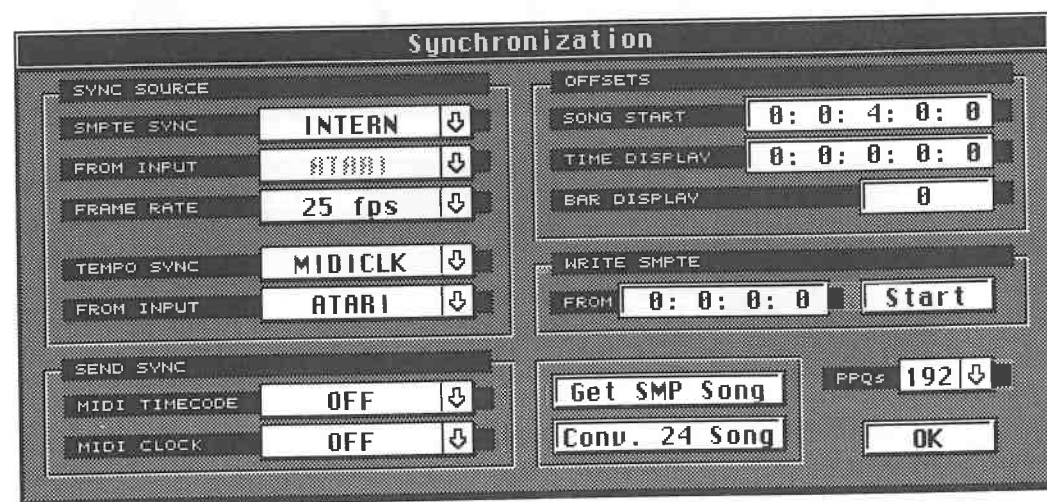 Synchronization
SYNC SOURCE
SMPTE SYNC INTERN
FROM INPUT ATARI
FRAME RATE 25 fps
TEMPO SYNC MIDICLK
FROM INPUT ATARI
SEND SYNC
MIDI TIMECODE OFF
MIDI CLOCK OFF
OFFSETS
SONG START 0: 0: 4: 0: 0
TIME DISPLAY 0: 0: 0: 0: 0
BAR DISPLAY 0
WRITE SMPTE
FROM 0: 0: 0: 0 Start
Get SMP Song
Conv. 24 Song
PPQs 192
OK